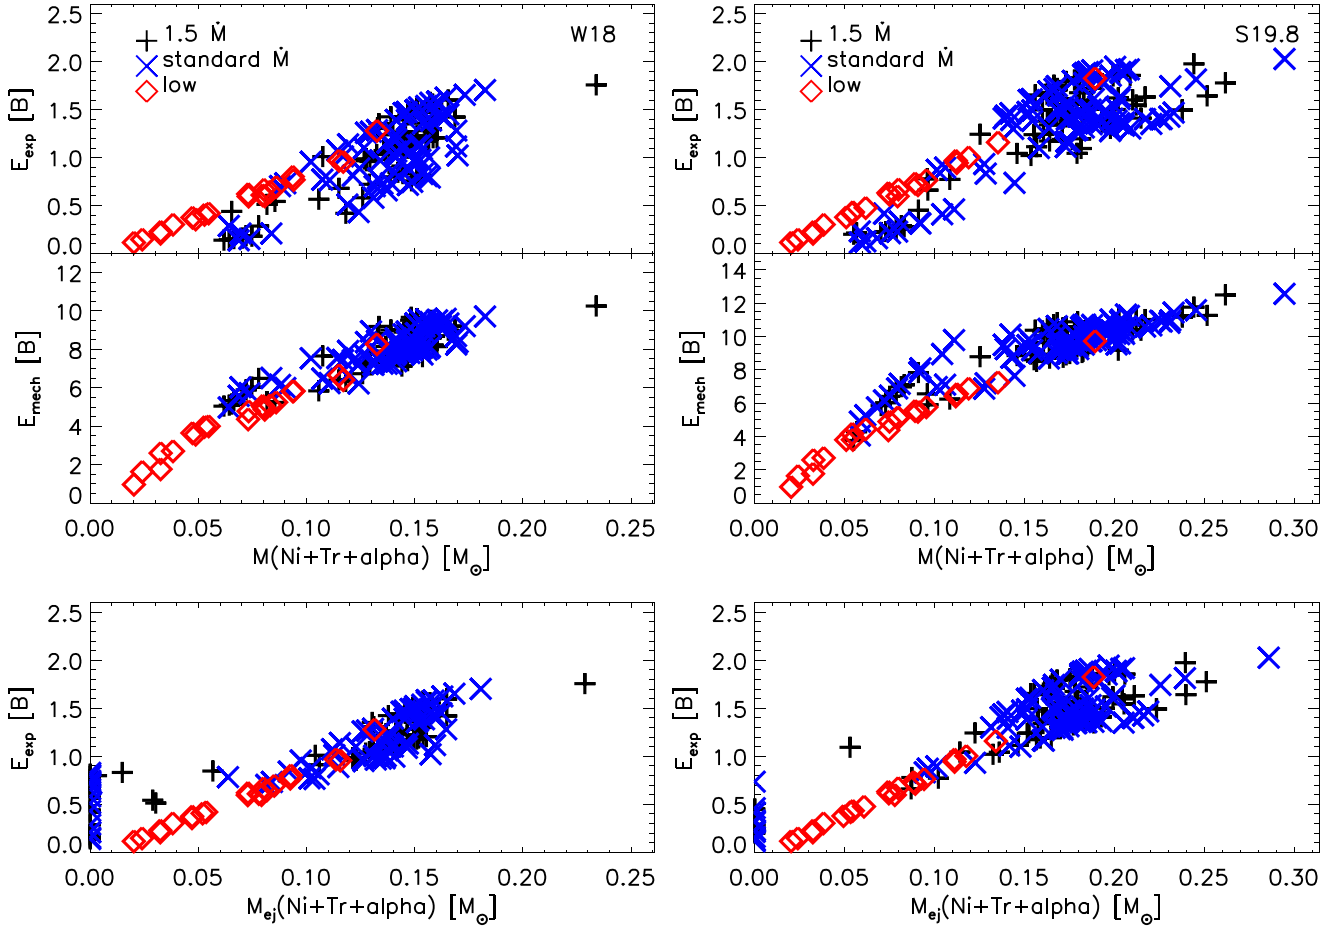 1.5 Ṁ
standard Ṁ
low
W18
E_exp [B]
2.5
2.0
1.5
1.0
0.5
0.0
E_mech [B]
12
10
8
6
4
2
0
0.00 0.05 0.10 0.15 0.20 0.25
M(Ni+Tr+alpha) [M_⊙]
1.5 Ṁ
standard Ṁ
low
S19.8
E_exp [B]
2.5
2.0
1.5
1.0
0.5
0.0
E_mech [B]
14
12
10
8
6
4
2
0
0.00 0.05 0.10 0.15 0.20 0.25 0.30
M(Ni+Tr+alpha) [M_⊙]
E_exp [B]
2.5
2.0
1.5
1.0
0.5
0.0
0.00 0.05 0.10 0.15 0.20 0.25
M_ej(Ni+Tr+alpha) [M_⊙]
E_exp [B]
2.5
2.0
1.5
1.0
0.5
0.0
0.00 0.05 0.10 0.15 0.20 0.25 0.30
M_ej(Ni+Tr+alpha) [M_⊙]